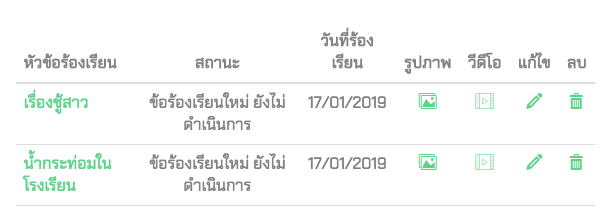 วันที่ร้อง
หัวข้อร้องเรียน สถานะ เรียน รูปภาพ วีดีโอ แก้ไข ลบ
เรื่องชู้สาว ข้อร้องเรียนใหม่ ยังไม่ 17/01/2019
ดำเนินการ
น้ำกระท่อมใน ข้อร้องเรียนใหม่ ยังไม่ 17/01/2019
โรงเรียน ดำเนินการ